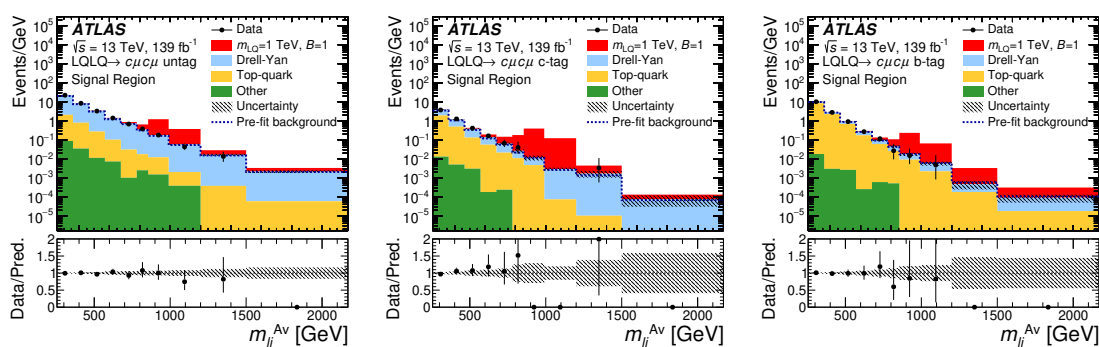 ATLAS
√s = 13 TeV, 139 fb⁻¹
LQLQ→ cμcμ untag
Signal Region
Data
m_LQ=1 TeV, B=1
Drell-Yan
Top-quark
Other
Uncertainty
Pre-fit background
Events/GeV
10⁵
10⁴
10³
10²
10
1
10⁻¹
10⁻²
10⁻³
10⁻⁴
10⁻⁵
Data/Pred.
2
1.5
1
0.5
0
500 1000 1500 2000
m_lj^Av [GeV]
ATLAS
√s = 13 TeV, 139 fb⁻¹
LQLQ→ cμcμ c-tag
Signal Region
Data
m_LQ=1 TeV, B=1
Drell-Yan
Top-quark
Other
Uncertainty
Pre-fit background
Events/GeV
10⁵
10⁴
10³
10²
10
1
10⁻¹
10⁻²
10⁻³
10⁻⁴
10⁻⁵
Data/Pred.
2
1.5
1
0.5
0
500 1000 1500 2000
m_lj^Av [GeV]
ATLAS
√s = 13 TeV, 139 fb⁻¹
LQLQ→ cμcμ b-tag
Signal Region
Data
m_LQ=1 TeV, B=1
Drell-Yan
Top-quark
Other
Uncertainty
Pre-fit background
Events/GeV
10⁵
10⁴
10³
10²
10
1
10⁻¹
10⁻²
10⁻³
10⁻⁴
10⁻⁵
Data/Pred.
2
1.5
1
0.5
0
500 1000 1500 2000
m_lj^Av [GeV]